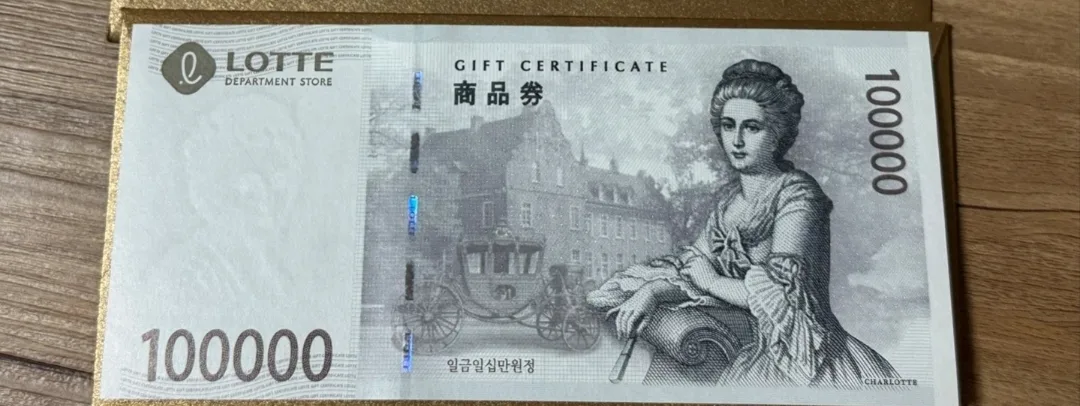 LOTTE
DEPARTMENT STORE
GIFT CERTIFICATE
商品券
100000
100000
일금일십만원정
CHARLOTTE